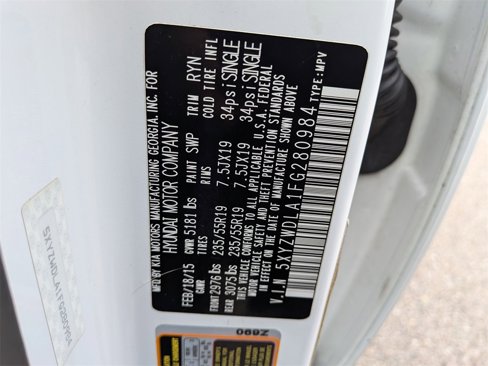 MFD BY KIA MOTORS MANUFACTURING GEORGIA, INC. FOR
HYUNDAI MOTOR COMPANY
FEB/18/15 GVWR 5181 lbs PAINT SWP TRIM RYN
GAWR TIRES RIMS COLD TIRE INFL
FRONT 2976 lbs 235/55R19 7.5JX19 34psi SINGLE
REAR 3075 lbs 235/55R19 7.5JX19 34psi SINGLE
THIS VEHICLE CONFORMS TO ALL APPLICABLE U.S.A. FEDERAL
MOTOR VEHICLE SAFETY AND THEFT PREVENTION STANDARDS
IN EFFECT ON THE DATE OF MANUFACTURE SHOWN ABOVE
V.I.N 5XYZWDLA1FG280984 TYPE:MPV
5XYZWDLA1FG280984